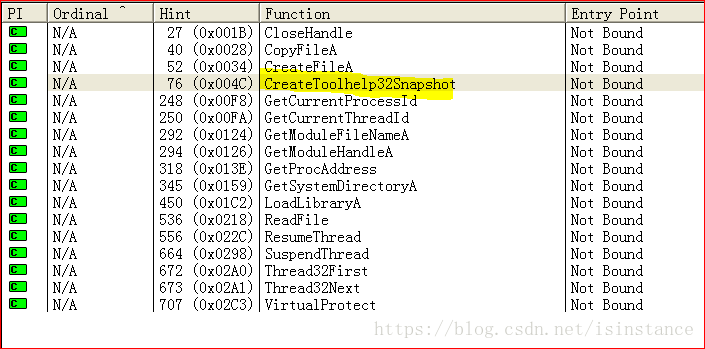 PI Ordinal ^ Hint Function Entry Point
N/A 27 (0x001B) CloseHandle Not Bound
N/A 40 (0x0028) CopyFileA Not Bound
N/A 52 (0x0034) CreateFileA Not Bound
N/A 76 (0x004C) CreateToolhelp32Snapshot Not Bound
N/A 248 (0x00F8) GetCurrentProcessId Not Bound
N/A 250 (0x00FA) GetCurrentThreadId Not Bound
N/A 292 (0x0124) GetModuleFileNameA Not Bound
N/A 294 (0x0126) GetModuleHandleA Not Bound
N/A 318 (0x013E) GetProcAddress Not Bound
N/A 345 (0x0159) GetSystemDirectoryA Not Bound
N/A 450 (0x01C2) LoadLibraryA Not Bound
N/A 536 (0x0218) ReadFile Not Bound
N/A 556 (0x022C) ResumeThread Not Bound
N/A 664 (0x0298) SuspendThread Not Bound
N/A 672 (0x02A0) Thread32First Not Bound
N/A 673 (0x02A1) Thread32Next Not Bound
N/A 707 (0x02C3) VirtualProtect Not Bound
https://blog.csdn.net/isinstance